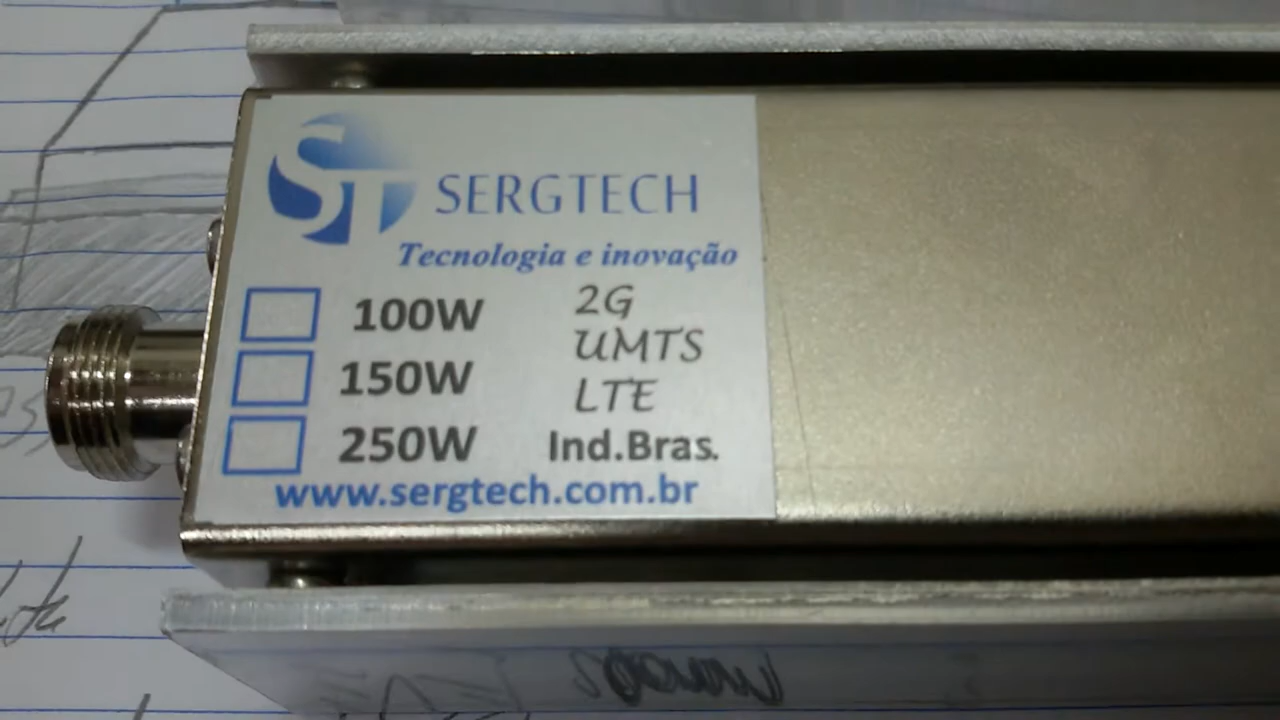 ST SERGTECH
Tecnologia e inovação
100W 2G
UMTS
150W LTE
250W Ind.Bras.
www.sergtech.com.br